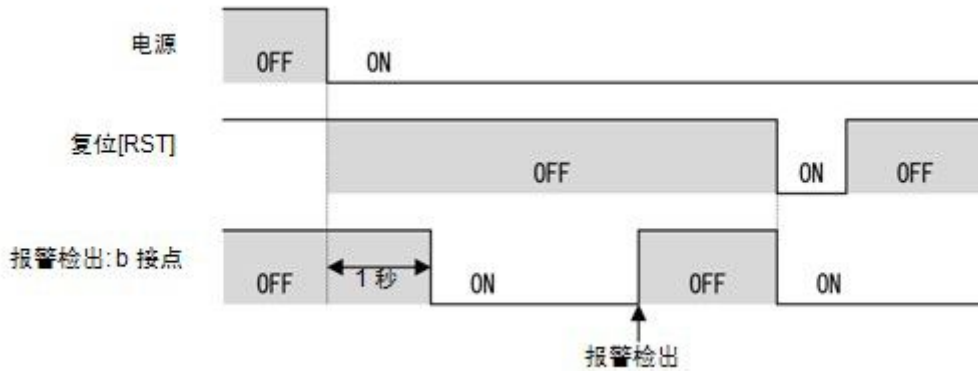 电源
OFF ON
复位[RST]
OFF ON OFF
报警检出:b 接点
OFF 1 秒 ON OFF ON
报警检出